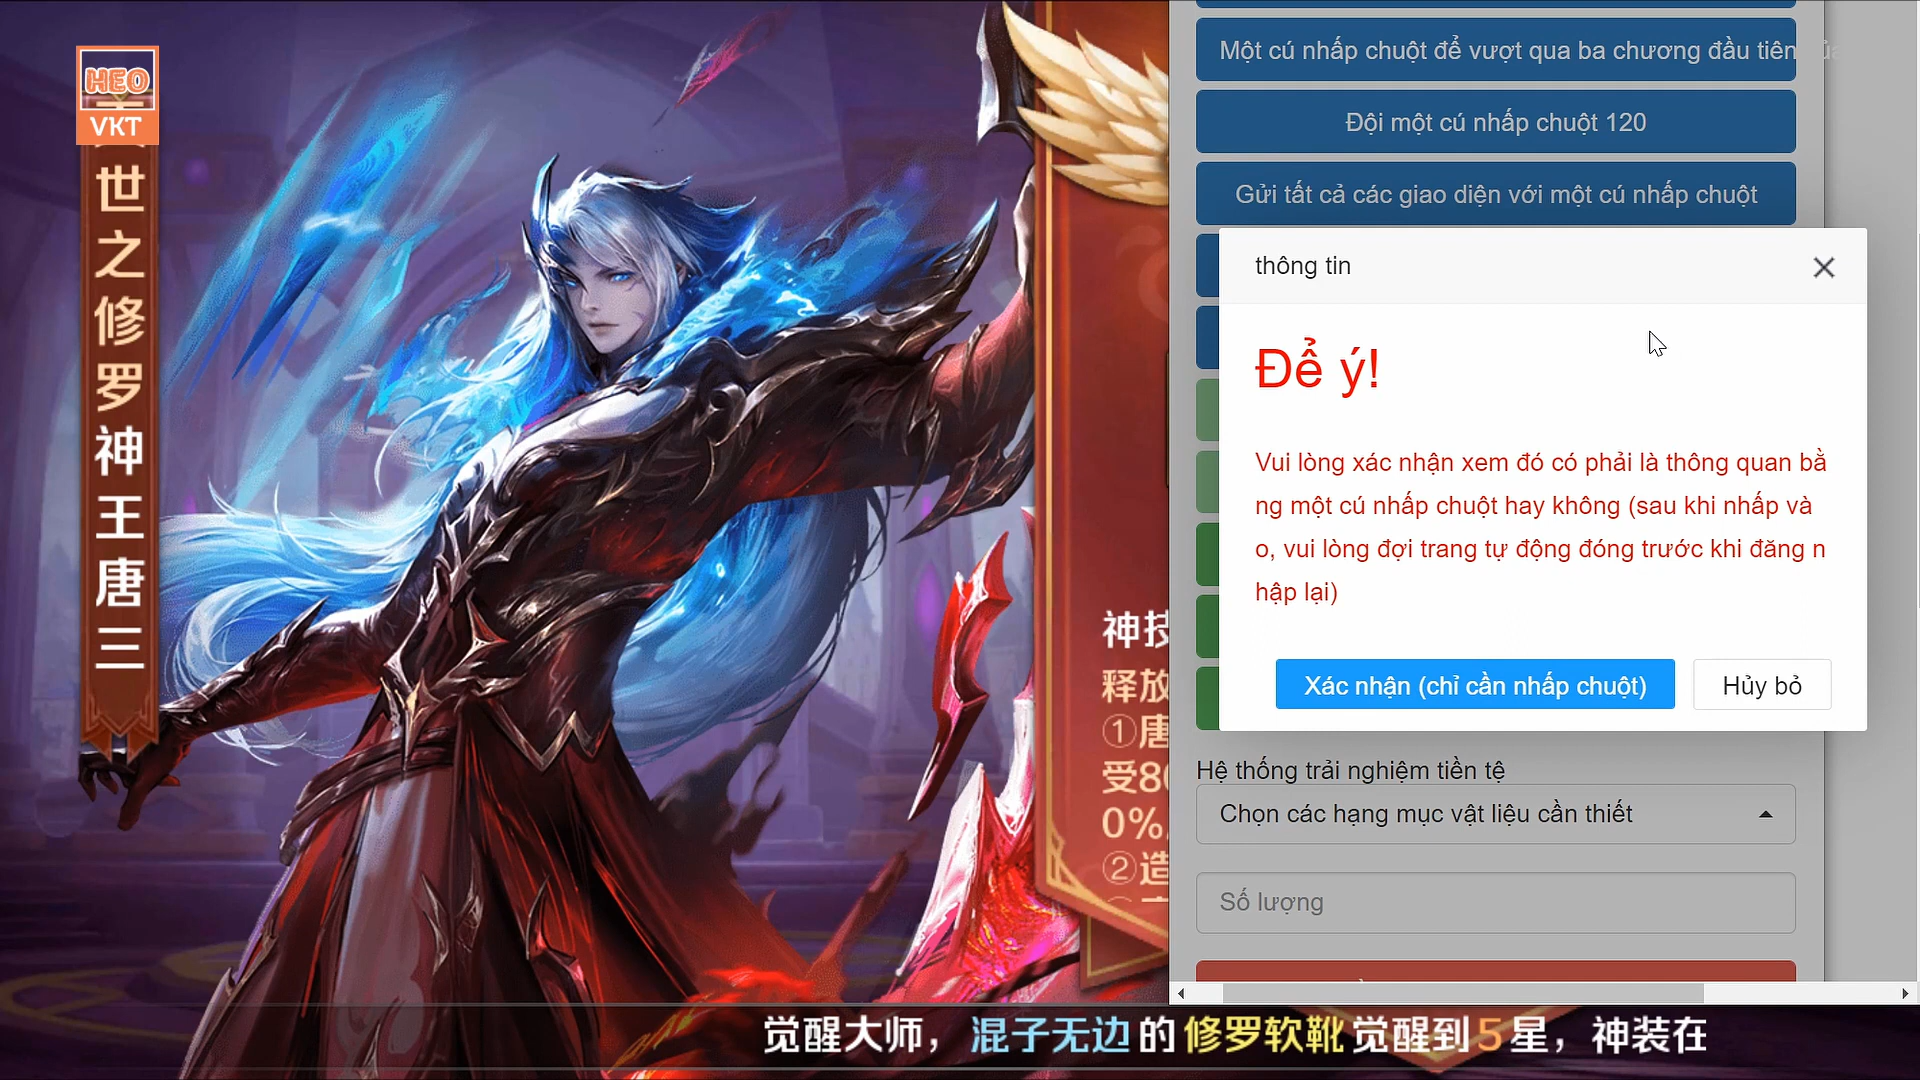 HEO
VKT
世之修罗神王唐三
神技
释放
①唐
受80
0%
②造
Một cú nhấp chuột để vượt qua ba chương đầu tiên
Đội một cú nhấp chuột 120
Gửi tất cả các giao diện với một cú nhấp chuột
thông tin
Để ý!
Vui lòng xác nhận xem đó có phải là thông quan bằ
ng một cú nhấp chuột hay không (sau khi nhấp và
o, vui lòng đợi trang tự động đóng trước khi đăng n
hập lại)
Xác nhận (chỉ cần nhấp chuột)
Hủy bỏ
Hệ thống trải nghiệm tiền tệ
Chọn các hạng mục vật liệu cần thiết
Số lượng
觉醒大师，混子无边的修罗软靴觉醒到5星，神装在